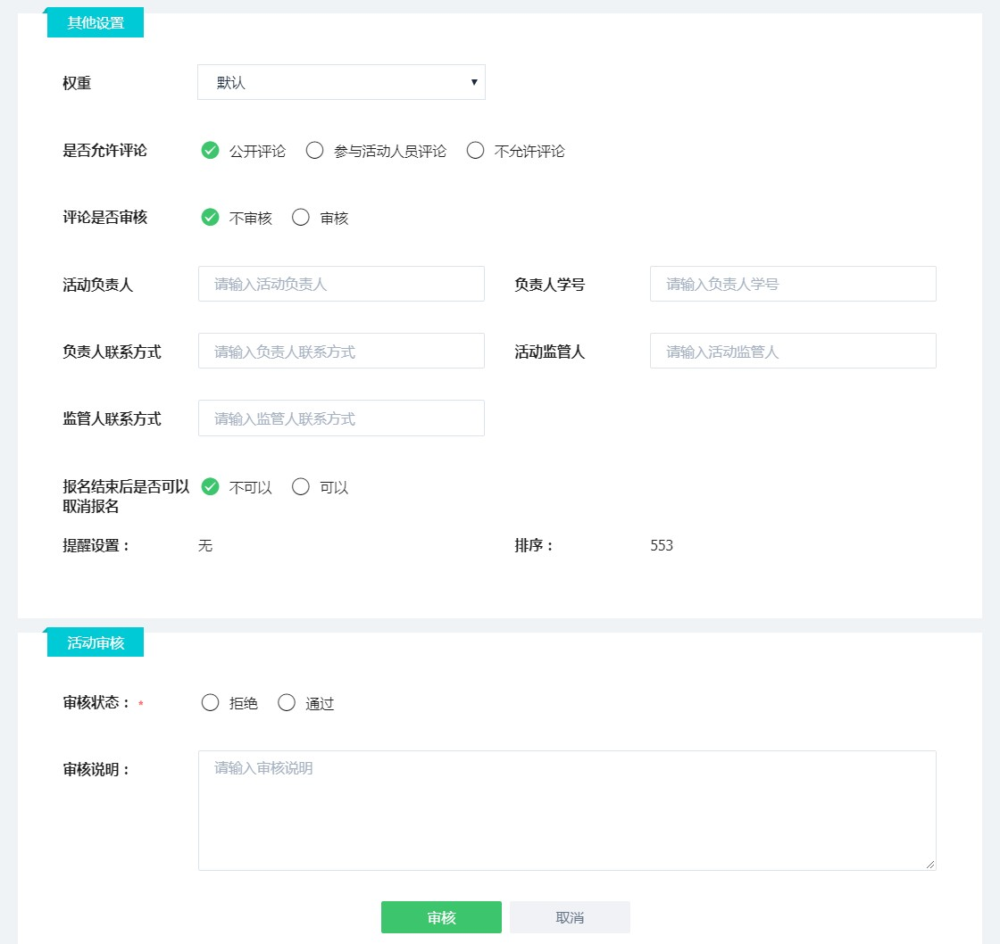 其他设置
权重 默认
是否允许评论 公开评论 参与活动人员评论 不允许评论
评论是否审核 不审核 审核
活动负责人 请输入活动负责人 负责人学号 请输入负责人学号
负责人联系方式 请输入负责人联系方式 活动监管人 请输入活动监管人
监管人联系方式 请输入监管人联系方式
报名结束后是否可以 不可以 可以
取消报名
提醒设置： 无 排序： 553
活动审核
审核状态： * 拒绝 通过
审核说明： 请输入审核说明
审核 取消